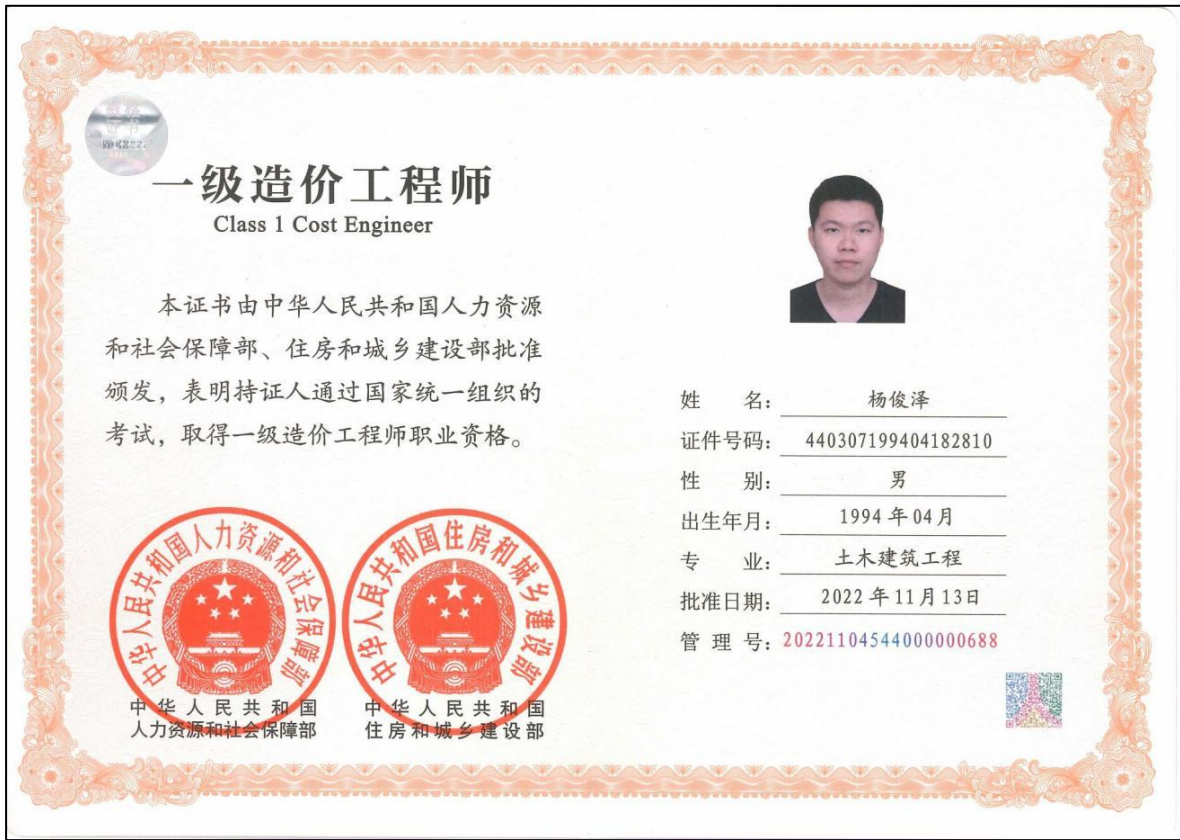 一级造价工程师
Class 1 Cost Engineer
本证书由中华人民共和国人力资源
和社会保障部、住房和城乡建设部批准
颁发，表明持证人通过国家统一组织的
考试，取得一级造价工程师职业资格。
中华人民共和国人力资源和社会保障部
中华人民共和国住房和城乡建设部
中华人民共和国
人力资源和社会保障部
中华人民共和国
住房和城乡建设部
姓名：杨俊泽
证件号码：440307199404182810
性别：男
出生年月：1994年04月
专业：土木建筑工程
批准日期：2022年11月13日
管理号：20221104544000000688